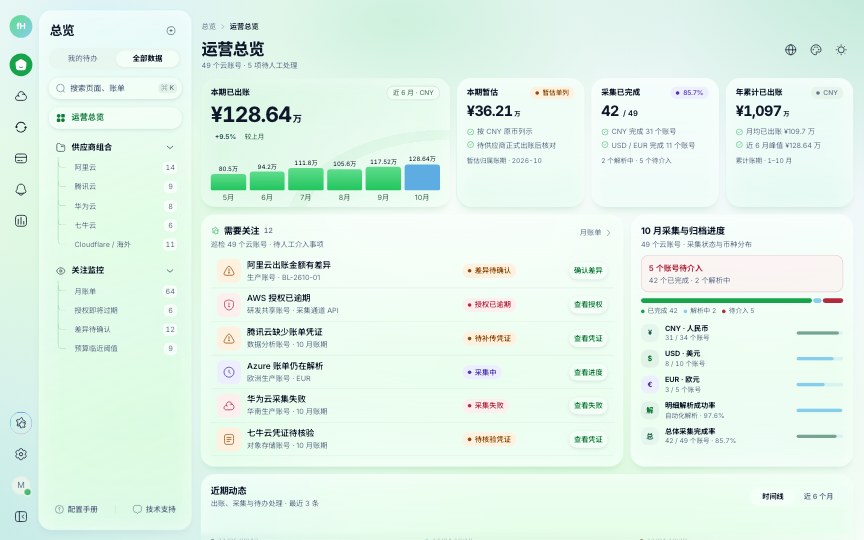 fH
总览
我的待办 全部数据
搜索页面、账单 ⌘ K
运营总览
供应商组合
阿里云 14
腾讯云 9
华为云 8
七牛云 6
Cloudflare / 海外 11
关注监控
月账单 64
授权即将过期 6
差异待确认 12
预算临近阈值 9
配置手册 技术支持
M
总览 › 运营总览
运营总览
49 个云账号 · 5 项待人工处理
本期已出账 近 6 月 · CNY
¥128.64万
+9.5% 较上月
80.5万 94.2万 111.8万 105.6万 117.52万 128.64万
5月 6月 7月 8月 9月 10月
本期暂估 暂估单列
¥36.21万
按 CNY 原币列示
待供应商正式出账后核对
暂估归属账期 · 2026-10
采集已完成 85.7%
42 / 49
CNY 完成 31 个账号
USD / EUR 完成 11 个账号
2 个解析中 · 5 个待介入
年累计已出账 CNY
¥1,097万
月均已出账 ¥109.7 万
近 6 月峰值 ¥128.64 万
累计账期 · 1–10 月
需要关注 12 月账单
巡检 49 个云账号 · 待人工介入事项
阿里云出账金额有差异
生产账号 · BL-2610-01
差异待确认 确认差异
AWS 授权已逾期
研发共享账号 · 采集通道 API
授权已逾期 查看授权
腾讯云缺少账单凭证
数据分析账号 · 10 月账期
待补传凭证 查看凭证
Azure 账单仍在解析
欧洲生产账号 · EUR
采集中 查看进度
华为云采集失败
华南生产账号 · 10 月账期
采集失败 查看失败
七牛云凭证待核验
对象存储账号 · 10 月账期
待核验凭证 查看凭证
10 月采集与归档进度
49 个云账号 · 采集状态与币种分布
5 个账号待介入
42 个已完成 · 2 个解析中
已完成 42 解析中 2 待介入 5
¥ CNY · 人民币
31 / 34 个账号
$ USD · 美元
8 / 10 个账号
€ EUR · 欧元
3 / 5 个账号
解 明细解析成功率
自动化解析 · 97.6%
总 总体采集完成率
42 / 49 个账号 · 85.7%
近期动态
出账、采集与待办处理 · 最近 3 条
时间线 近 6 个月